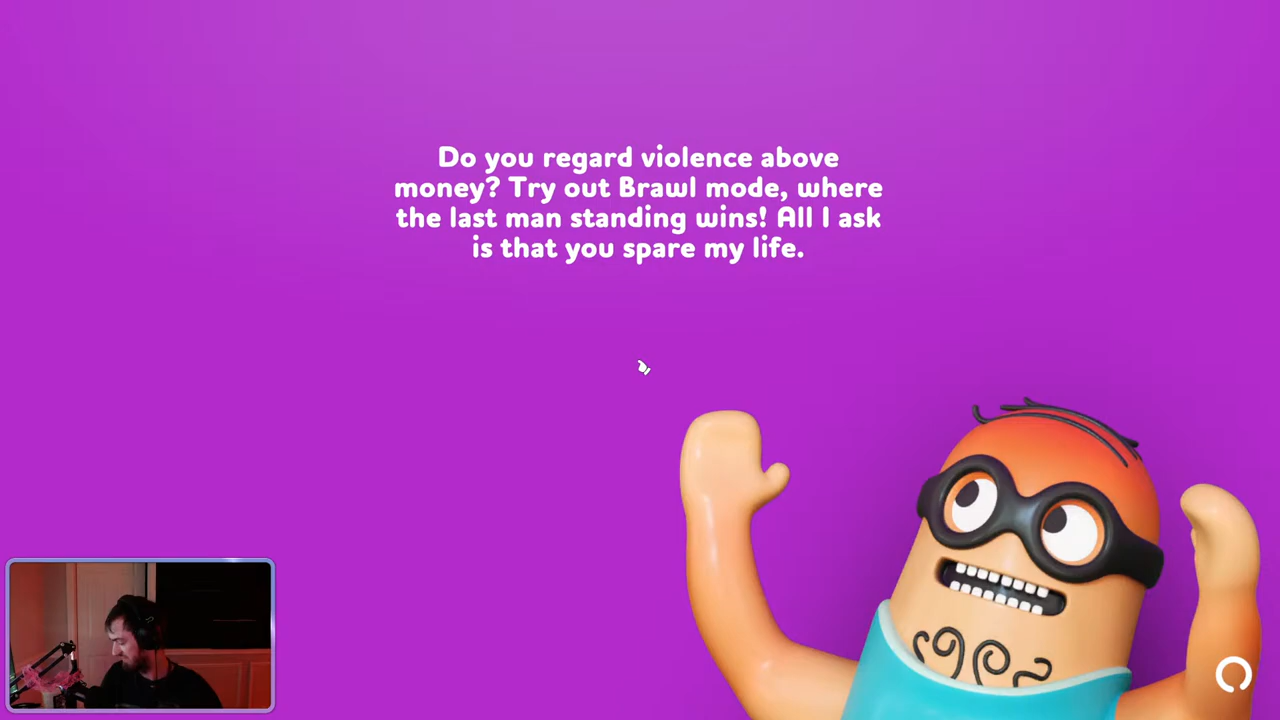 Do you regard violence above
money? Try out Brawl mode, where
the last man standing wins! All I ask
is that you spare my life.